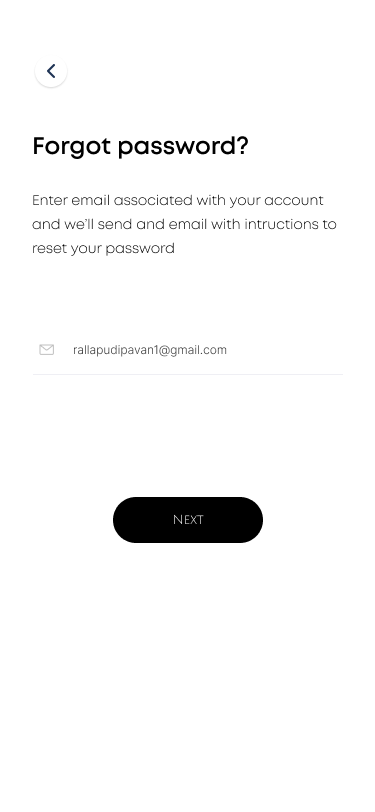 Forgot password?
Enter email associated with your account
and we'll send and email with intructions to
reset your password
rallapudipavan1@gmail.com
NEXT